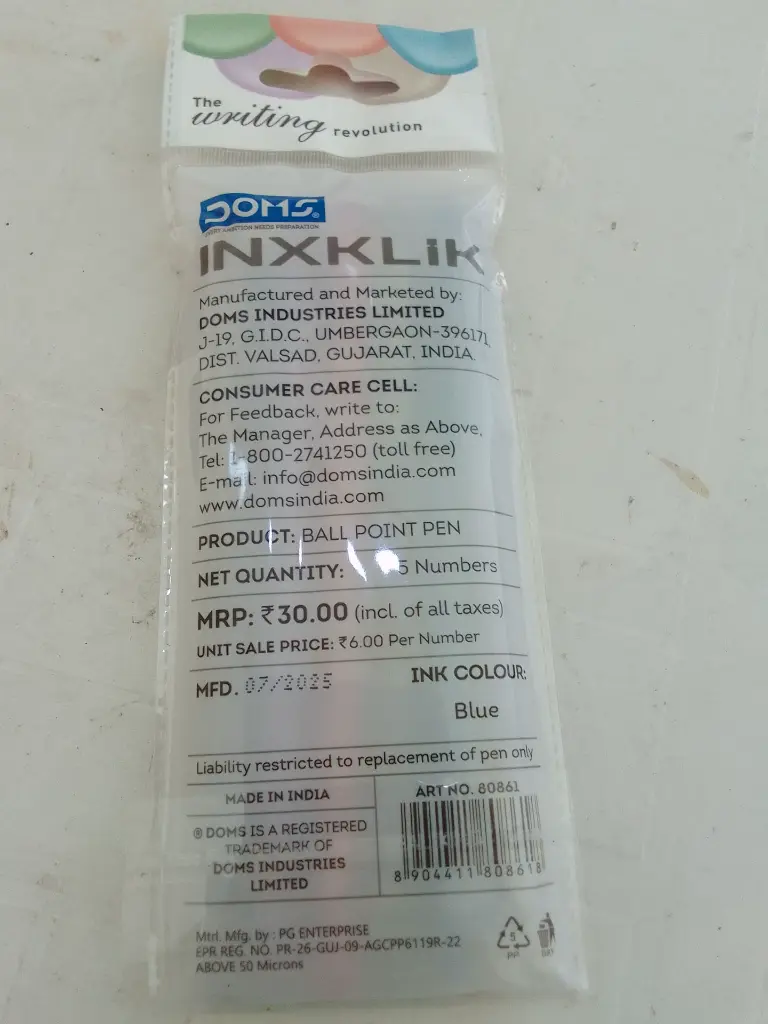 The
writing revolution
DOMS®
EVERY AMBITION NEEDS PREPARATION
INXKLiK
Manufactured and Marketed by:
DOMS INDUSTRIES LIMITED
J-19, G.I.D.C., UMBERGAON-396171,
DIST. VALSAD, GUJARAT, INDIA.
CONSUMER CARE CELL:
For Feedback, write to:
The Manager, Address as Above,
Tel: 1-800-2741250 (toll free)
E-mail: info@domsindia.com
www.domsindia.com
PRODUCT: BALL POINT PEN
NET QUANTITY: 5 Numbers
MRP: ₹30.00 (incl. of all taxes)
UNIT SALE PRICE: ₹6.00 Per Number
MFD. 07/2025
INK COLOUR:
Blue
Liability restricted to replacement of pen only
MADE IN INDIA
® DOMS IS A REGISTERED
TRADEMARK OF
DOMS INDUSTRIES
LIMITED
ART NO. 80861
8 904411 808618
Mtrl. Mfg. by : PG ENTERPRISE
EPR REG. NO. PR-26-GUJ-09-AGCPP6119R-22
ABOVE 50 Microns
5
PP